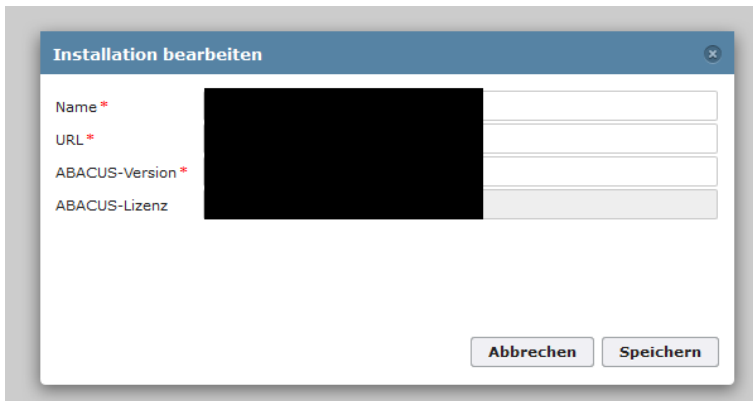 Installation bearbeiten
Name *
URL *
ABACUS-Version *
ABACUS-Lizenz
Abbrechen Speichern